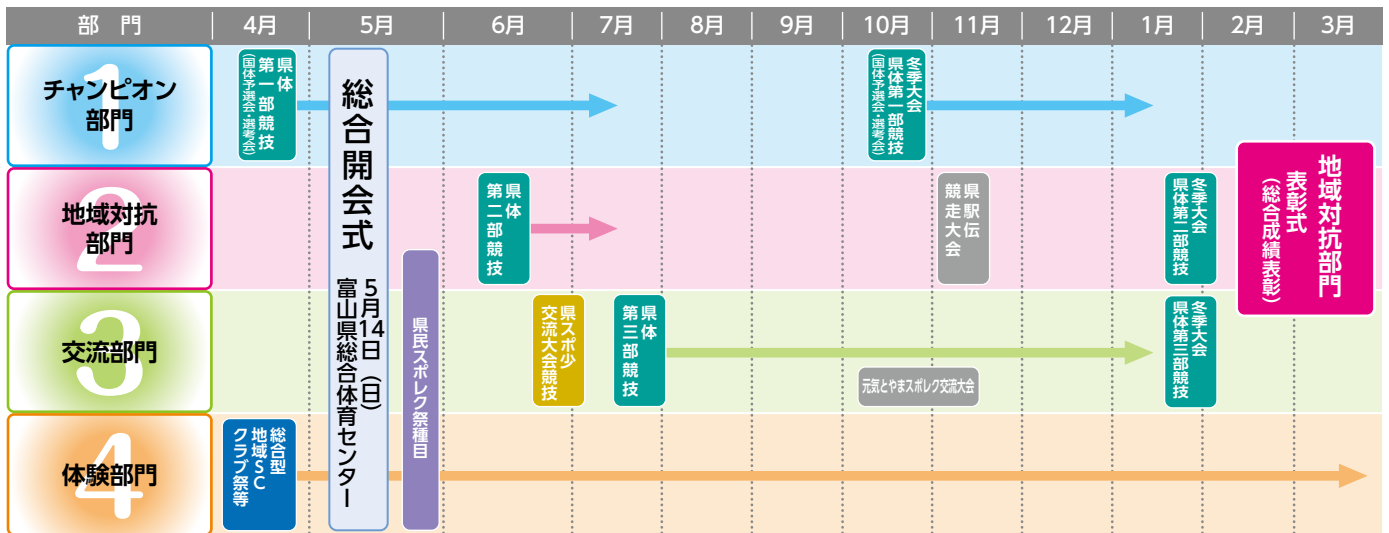 部　門
4月
5月
6月
7月
8月
9月
10月
11月
12月
1月
2月
3月
1
チャンピオン
部門
県体
第一部競技
(国体予選会・選考会)
冬季大会
県体第一部競技
(国体予選会・選考会)
総合開会式
5月14日(日)
富山県総合体育センター
2
地域対抗
部門
県体
第二部競技
県駅伝
競走大会
冬季大会
県体第二部競技
地域対抗部門
表彰式
(総合成績表彰)
県民スポレク祭種目
3
交流部門
県スポ少
交流大会競技
県体
第三部競技
元気とやまスポレク交流大会
冬季大会
県体第三部競技
4
体験部門
総合型
地域SC
クラブ祭等